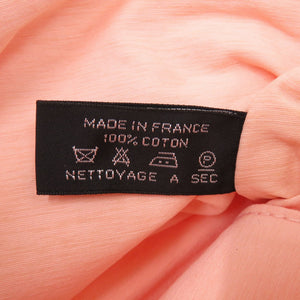 MADE IN FRANCE
100% COTON
P
NETTOYAGE A SEC